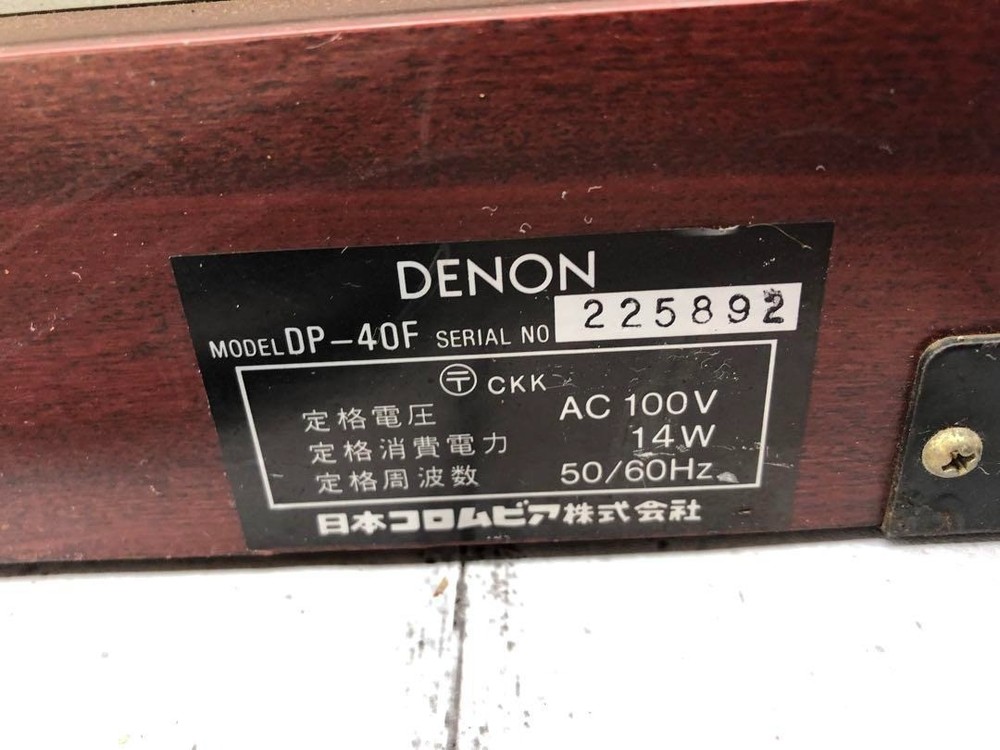 DENON
MODEL DP-40F SERIAL NO 225892
〒 CKK
定格電圧 AC 100V
定格消費電力 14W
定格周波数 50/60Hz
日本コロムビア株式会社